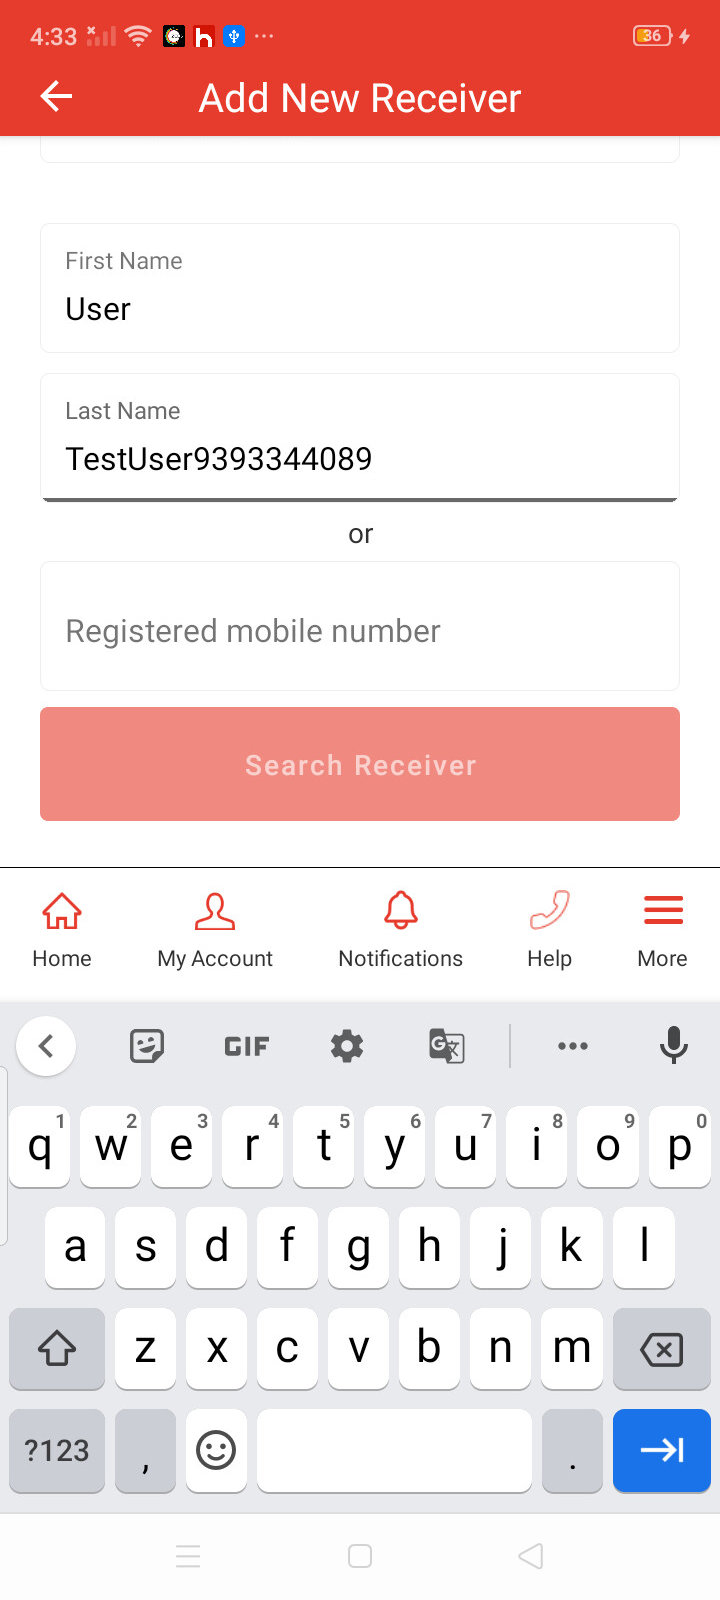 4:33
36
Add New Receiver
First Name
User
Last Name
TestUser9393344089
or
Registered mobile number
Search Receiver
Home
My Account
Notifications
Help
More
GIF
G
1 2 3 4 5 6 7 8 9 0
q w e r t y u i o p
a s d f g h j k l
z x c v b n m
?123 , .